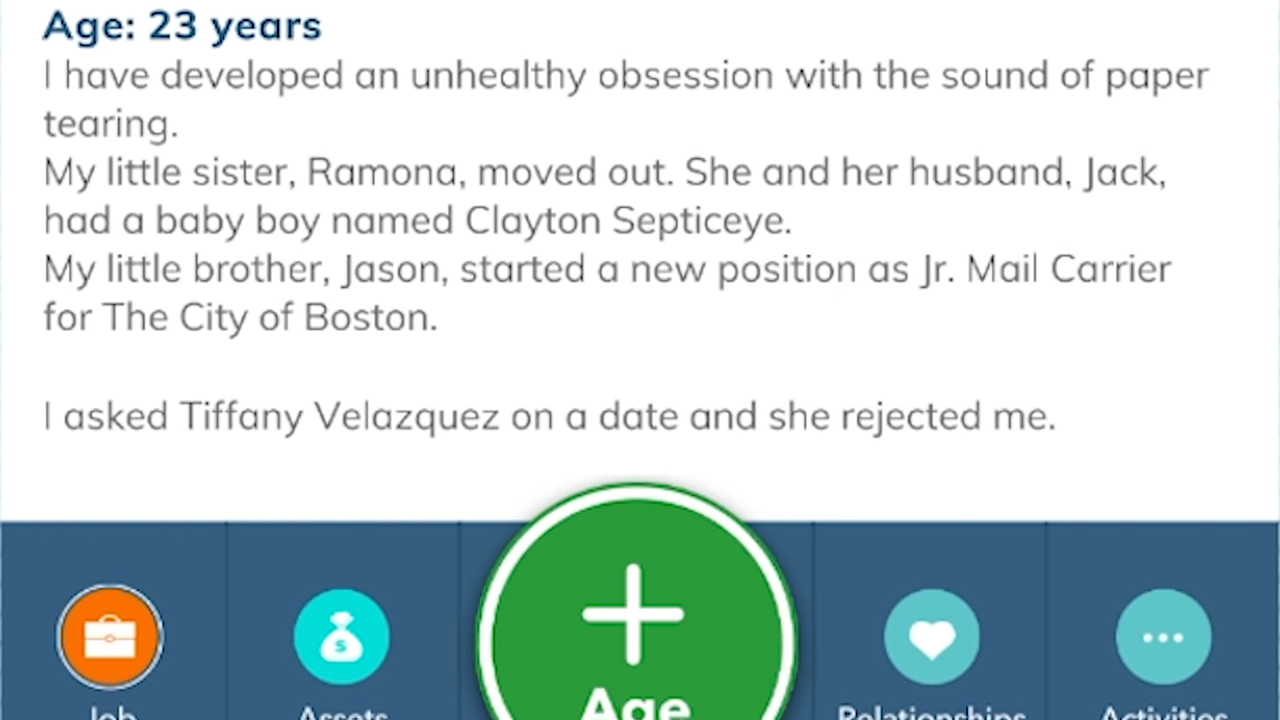 Age: 23 years
I have developed an unhealthy obsession with the sound of paper
tearing.
My little sister, Ramona, moved out. She and her husband, Jack,
had a baby boy named Clayton Septiceye.
My little brother, Jason, started a new position as Jr. Mail Carrier
for The City of Boston.
I asked Tiffany Velazquez on a date and she rejected me.
$
Age
Job Assets Relationships Activities